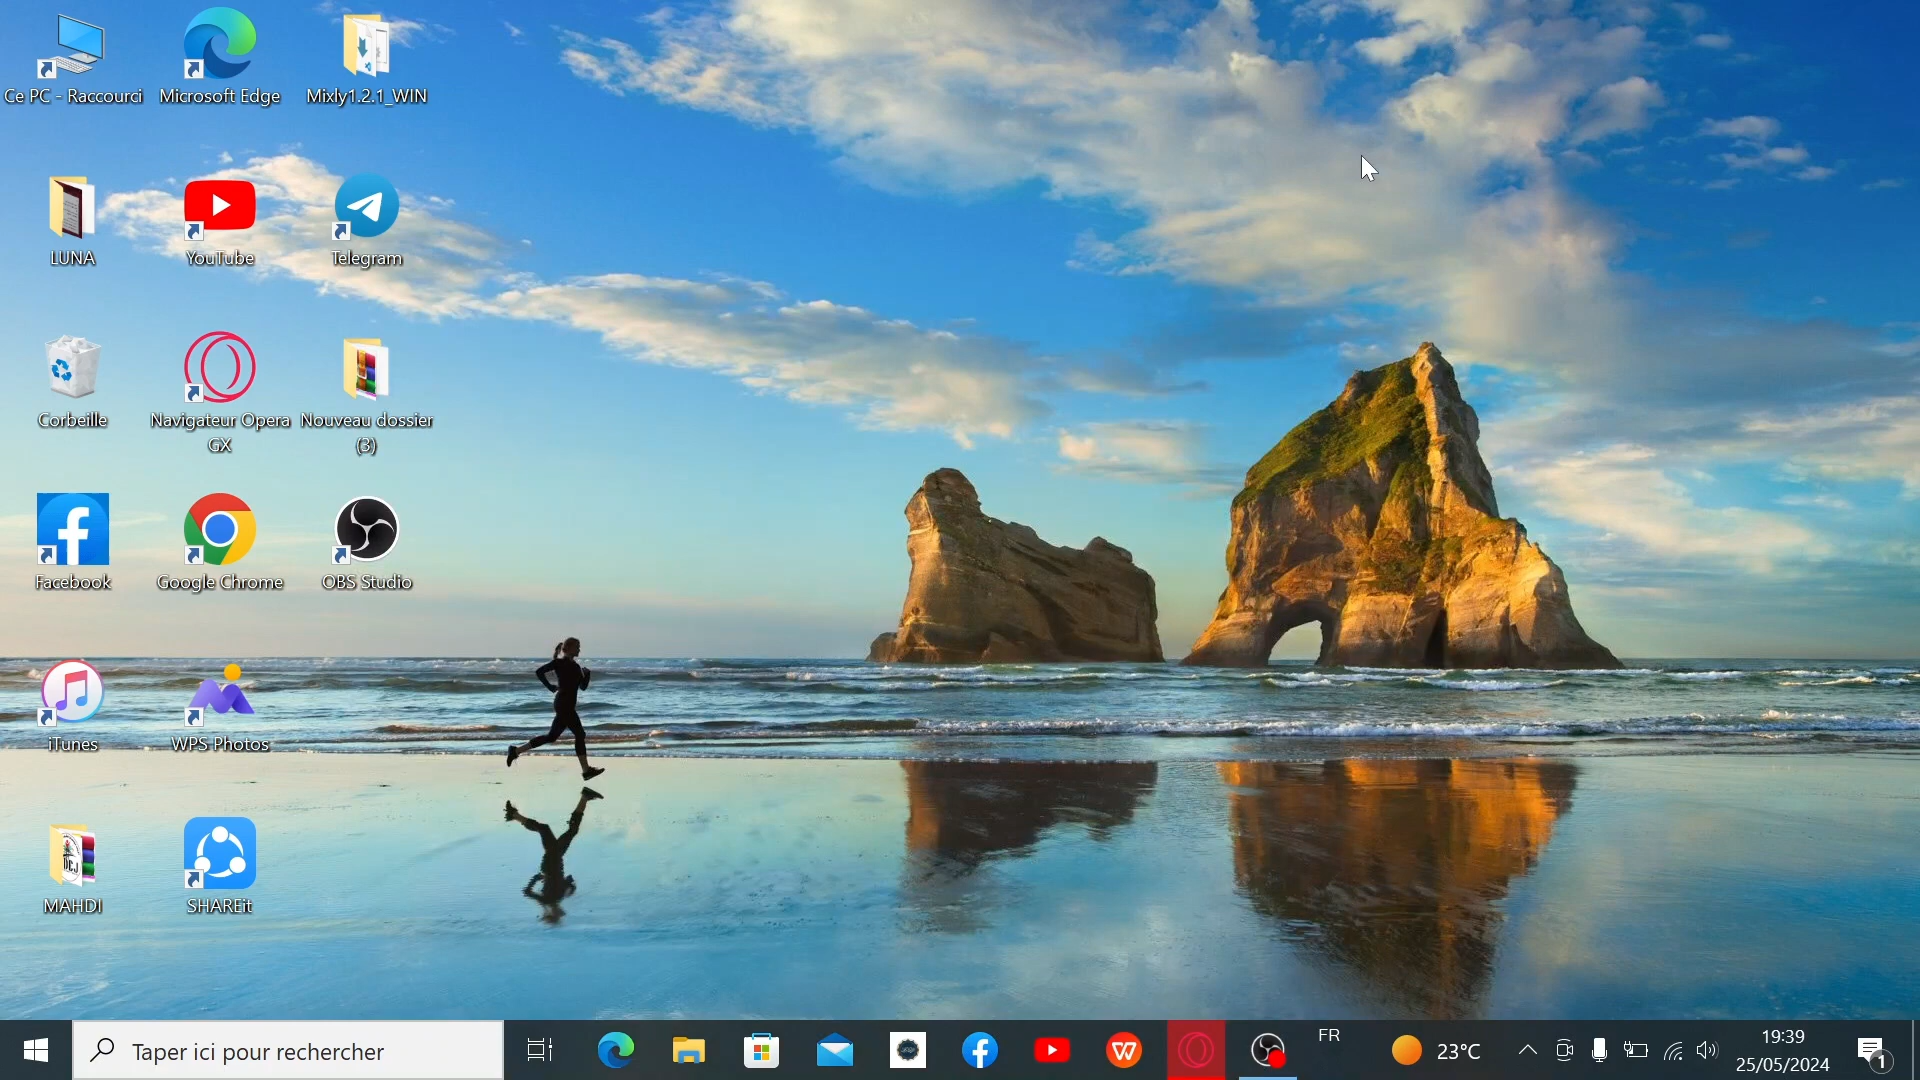 Ce PC - Raccourci
Microsoft Edge
Mixly1.2.1_WIN
LUNA
YouTube
Telegram
Corbeille
Navigateur Opera
GX
Nouveau dossier
(3)
Facebook
Google Chrome
OBS Studio
iTunes
WPS Photos
MAHDI
SHAREit
Taper ici pour rechercher
FR
23°C
19:39
25/05/2024
1